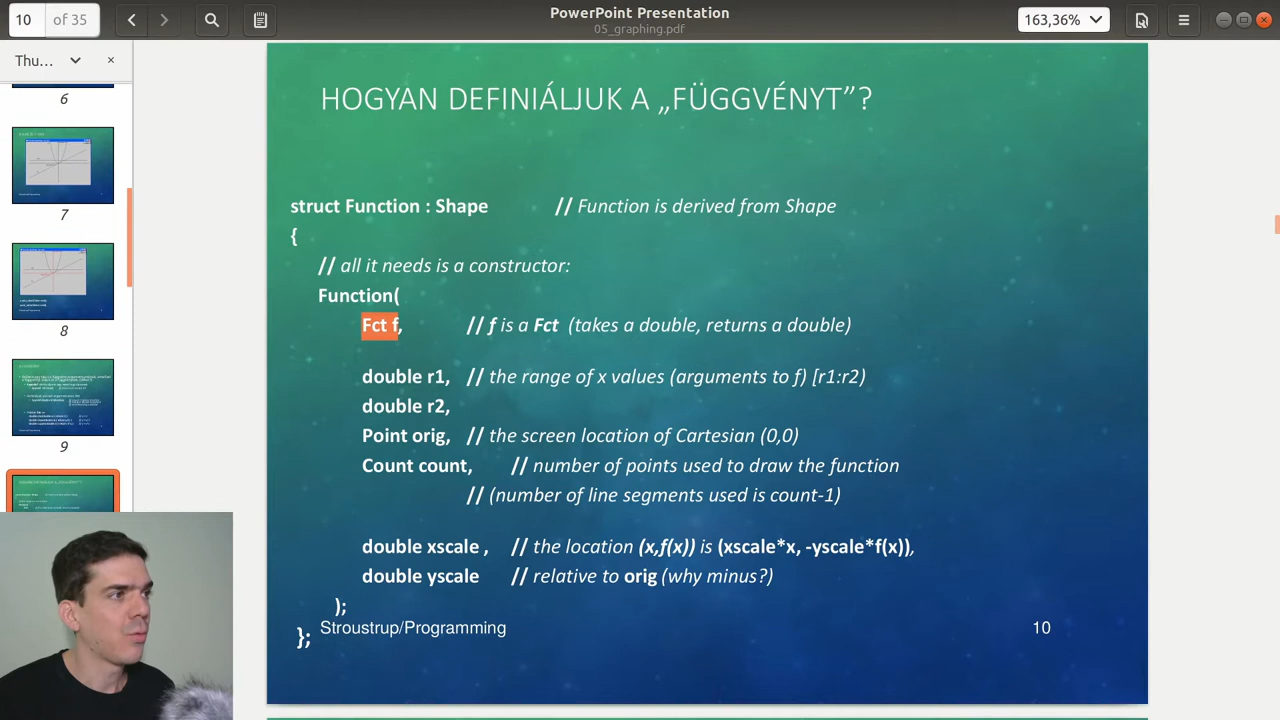 10 of 35
PowerPoint Presentation
05_graphing.pdf
163,36%
Thu...
6
7
8
9
HOGYAN DEFINIÁLJUK A „FÜGGVÉNYT”?
struct Function : Shape // Function is derived from Shape
{
// all it needs is a constructor:
Function(
Fct f, // f is a Fct (takes a double, returns a double)
double r1, // the range of x values (arguments to f) [r1:r2)
double r2,
Point orig, // the screen location of Cartesian (0,0)
Count count, // number of points used to draw the function
// (number of line segments used is count-1)
double xscale , // the location (x,f(x)) is (xscale*x, -yscale*f(x)),
double yscale // relative to orig (why minus?)
);
};
Stroustrup/Programming
10